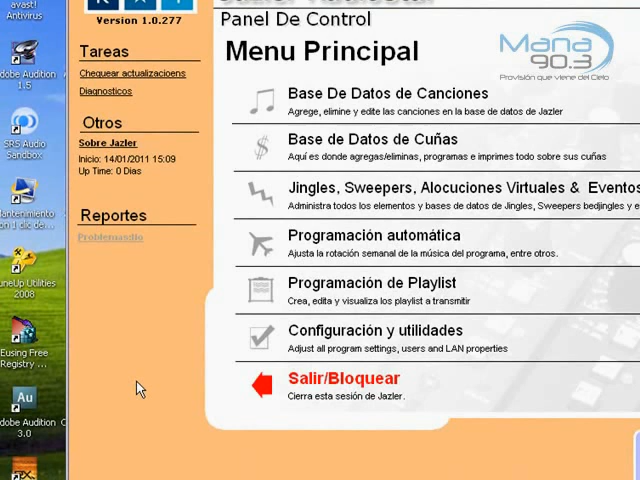 avast!
Antivirus
Adobe Audition
1.5
SRS Audio
Sandbox
Mantenimiento
con 1 clic de ...
TuneUp Utilities
2008
Eusing Free
Registry ...
Au
Adobe Audition
3.0
Version 1.0.277
Tareas
Chequear actualizacioens
Diagnosticos
Otros
Sobre Jazler
Inicio: 14/01/2011 15:09
Up Time: 0 Dias
Reportes
Problemandio
Panel De Control
Menu Principal
Mana
90.3
Provisión que viene del Cielo
Base De Datos de Canciones
Agrege, elimine y edite las canciones en la base de datos de Jazler
Base de Datos de Cuñas
Aquí es donde agregas/eliminas, programas e imprimes todo sobre sus cuñas
Jingles, Sweepers, Alocuciones Virtuales & Eventos
Administra todos los elementos y bases de datos de Jingles, Sweepers bedjingles y e
Programación automática
Ajusta la rotación semanal de la música del programa, entre otros.
Programación de Playlist
Crea, edita y visualiza los playlist a transmitir
Configuración y utilidades
Adjust all program settings, users and LAN properties
Salir/Bloquear
Cierra esta sesión de Jazler.